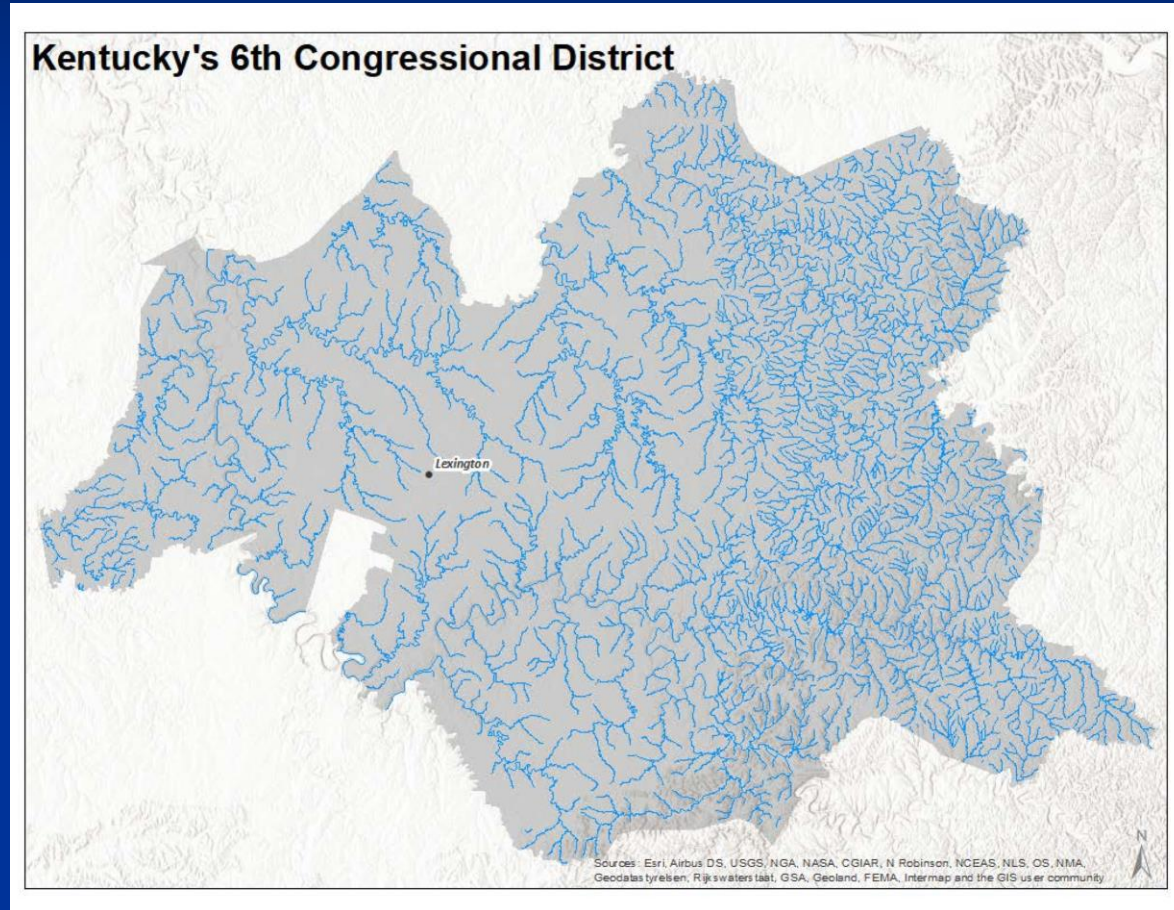 Kentucky's 6th Congressional District
Lexington
N
Sources: Esri, Airbus DS, USGS, NGA, NASA, CGIAR, N Robinson, NCEAS, NLS, OS, NMA,
Geodatastyrelsen, Rijkswaterstaat, GSA, Geoland, FEMA, Intermap and the GIS user community